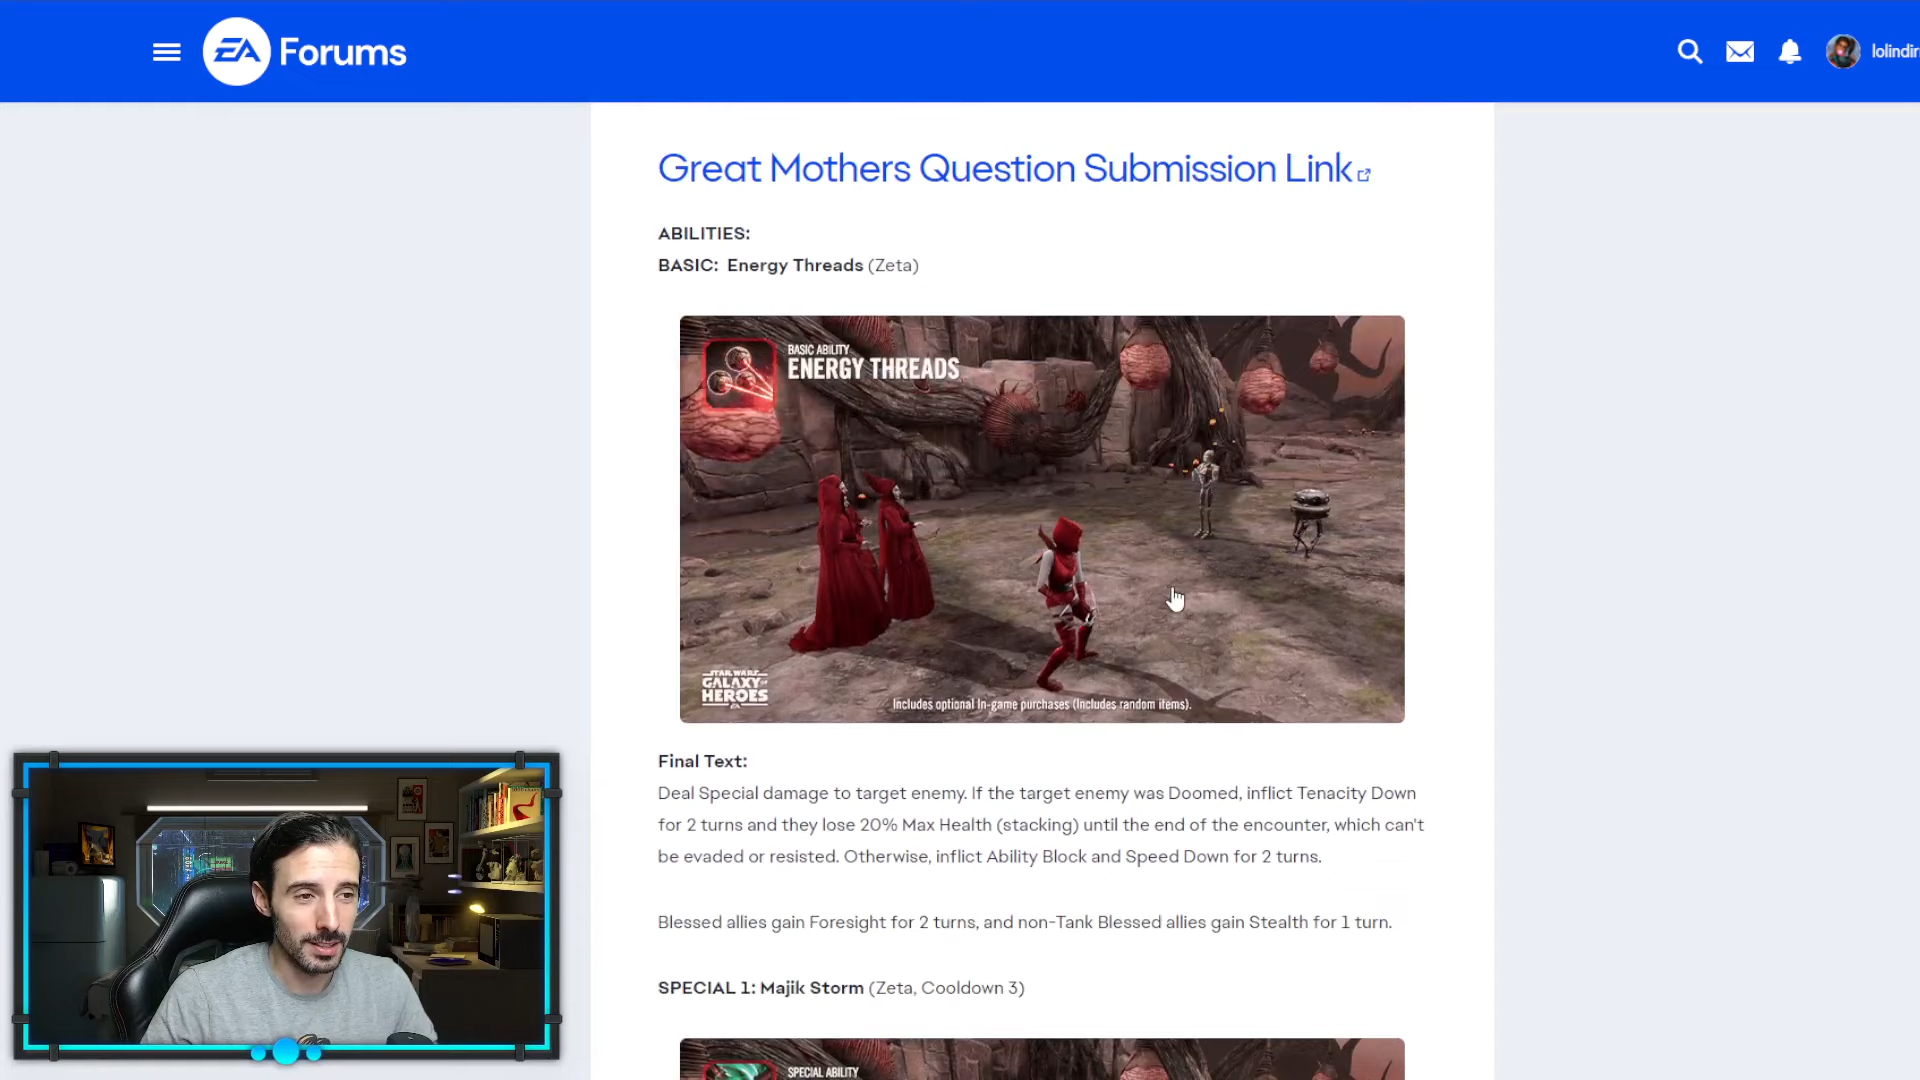 EA Forums
lolindir
Great Mothers Question Submission Link
ABILITIES:
BASIC: Energy Threads (Zeta)
BASIC ABILITY
ENERGY THREADS
STAR WARS
GALAXY OF
HEROES
EA
Includes optional In-game purchases (Includes random items).
Final Text:
Deal Special damage to target enemy. If the target enemy was Doomed, inflict Tenacity Down
for 2 turns and they lose 20% Max Health (stacking) until the end of the encounter, which can't
be evaded or resisted. Otherwise, inflict Ability Block and Speed Down for 2 turns.
Blessed allies gain Foresight for 2 turns, and non-Tank Blessed allies gain Stealth for 1 turn.
SPECIAL 1: Majik Storm (Zeta, Cooldown 3)
SPECIAL ABILITY